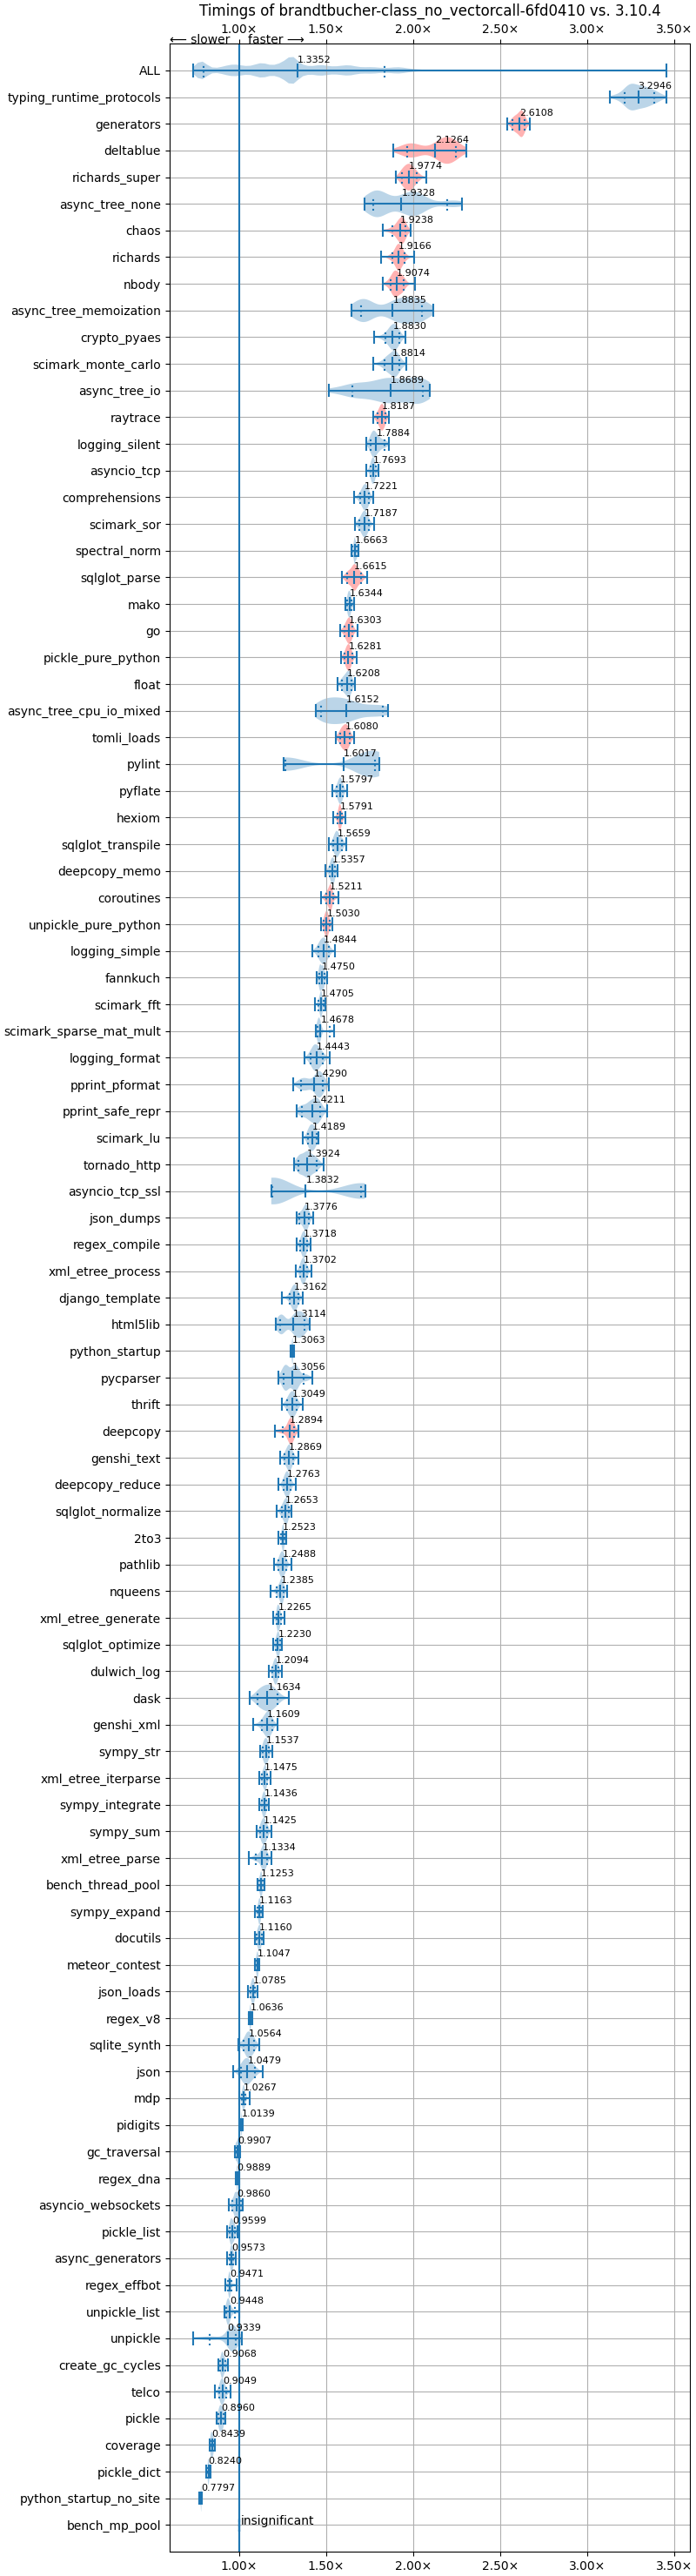 Timings of brandtbucher-class_no_vectorcall-6fd0410 vs. 3.10.4
1.00× 1.50× 2.00× 2.50× 3.00× 3.50×
⟵ slower faster ⟶
ALL 1.3352
typing_runtime_protocols 3.2946
generators 2.6108
deltablue 2.1264
richards_super 1.9774
async_tree_none 1.9328
chaos 1.9238
richards 1.9166
nbody 1.9074
async_tree_memoization 1.8835
crypto_pyaes 1.8830
scimark_monte_carlo 1.8814
async_tree_io 1.8689
raytrace 1.8187
logging_silent 1.7884
asyncio_tcp 1.7693
comprehensions 1.7221
scimark_sor 1.7187
spectral_norm 1.6663
sqlglot_parse 1.6615
mako 1.6344
go 1.6303
pickle_pure_python 1.6281
float 1.6208
async_tree_cpu_io_mixed 1.6152
tomli_loads 1.6080
pylint 1.6017
pyflate 1.5797
hexiom 1.5791
sqlglot_transpile 1.5659
deepcopy_memo 1.5357
coroutines 1.5211
unpickle_pure_python 1.5030
logging_simple 1.4844
fannkuch 1.4750
scimark_fft 1.4705
scimark_sparse_mat_mult 1.4678
logging_format 1.4443
pprint_pformat 1.4290
pprint_safe_repr 1.4211
scimark_lu 1.4189
tornado_http 1.3924
asyncio_tcp_ssl 1.3832
json_dumps 1.3776
regex_compile 1.3718
xml_etree_process 1.3702
django_template 1.3162
html5lib 1.3114
python_startup 1.3063
pycparser 1.3056
thrift 1.3049
deepcopy 1.2894
genshi_text 1.2869
deepcopy_reduce 1.2763
sqlglot_normalize 1.2653
2to3 1.2523
pathlib 1.2488
nqueens 1.2385
xml_etree_generate 1.2265
sqlglot_optimize 1.2230
dulwich_log 1.2094
dask 1.1634
genshi_xml 1.1609
sympy_str 1.1537
xml_etree_iterparse 1.1475
sympy_integrate 1.1436
sympy_sum 1.1425
xml_etree_parse 1.1334
bench_thread_pool 1.1253
sympy_expand 1.1163
docutils 1.1160
meteor_contest 1.1047
json_loads 1.0785
regex_v8 1.0636
sqlite_synth 1.0564
json 1.0479
mdp 1.0267
pidigits 1.0139
gc_traversal 0.9907
regex_dna 0.9889
asyncio_websockets 0.9860
pickle_list 0.9599
async_generators 0.9573
regex_effbot 0.9471
unpickle_list 0.9448
unpickle 0.9339
create_gc_cycles 0.9068
telco 0.9049
pickle 0.8960
coverage 0.8439
pickle_dict 0.8240
python_startup_no_site 0.7797
bench_mp_pool insignificant
1.00× 1.50× 2.00× 2.50× 3.00× 3.50×